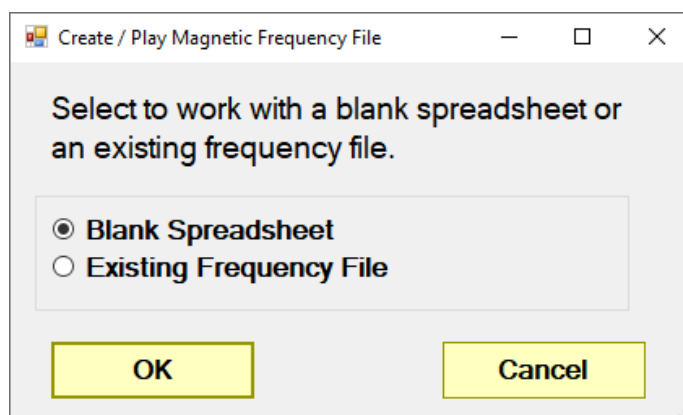 Create / Play Magnetic Frequency File
Select to work with a blank spreadsheet or
an existing frequency file.
Blank Spreadsheet
Existing Frequency File
OK
Cancel